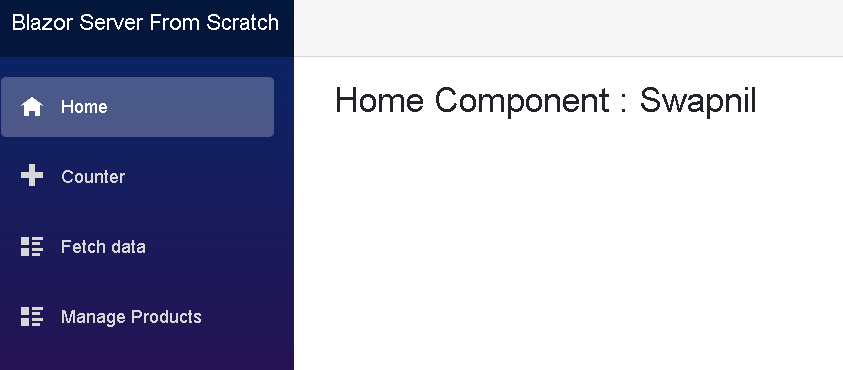 Blazor Server From Scratch
Home
Counter
Fetch data
Manage Products
Home Component : Swapnil